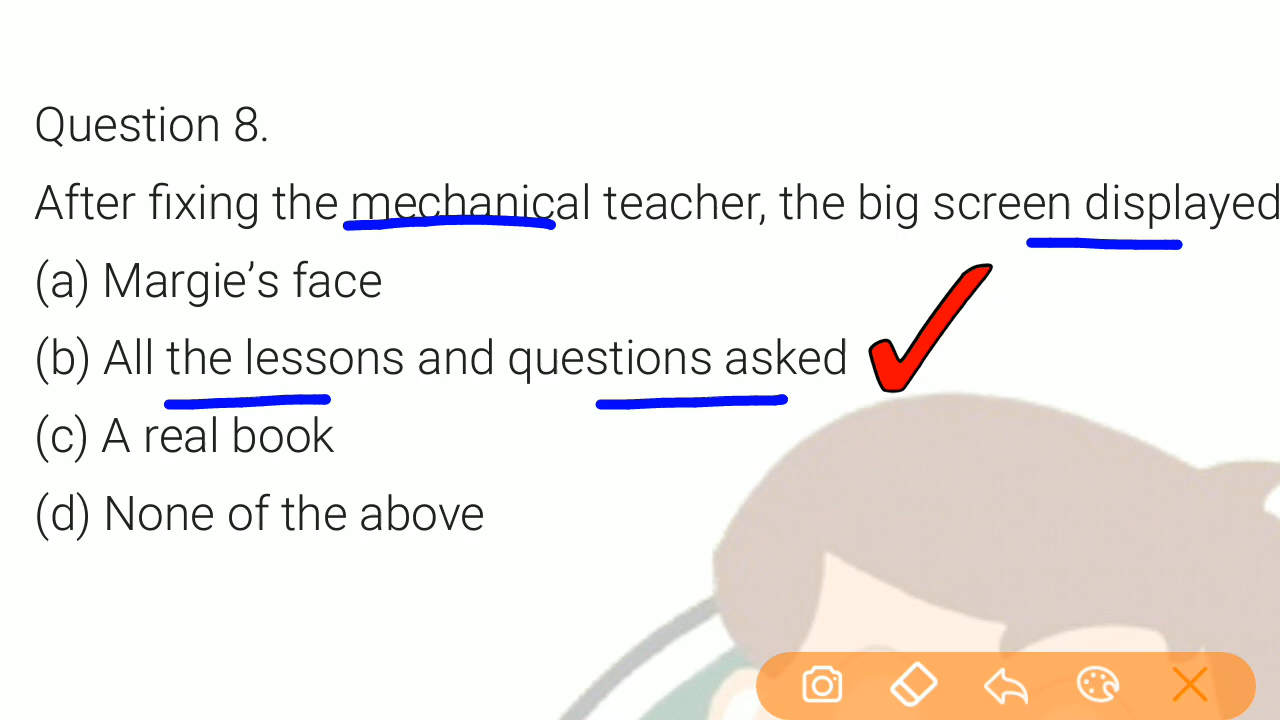 Question 8.
After fixing the mechanical teacher, the big screen displayed
(a) Margie’s face
(b) All the lessons and questions asked
(c) A real book
(d) None of the above